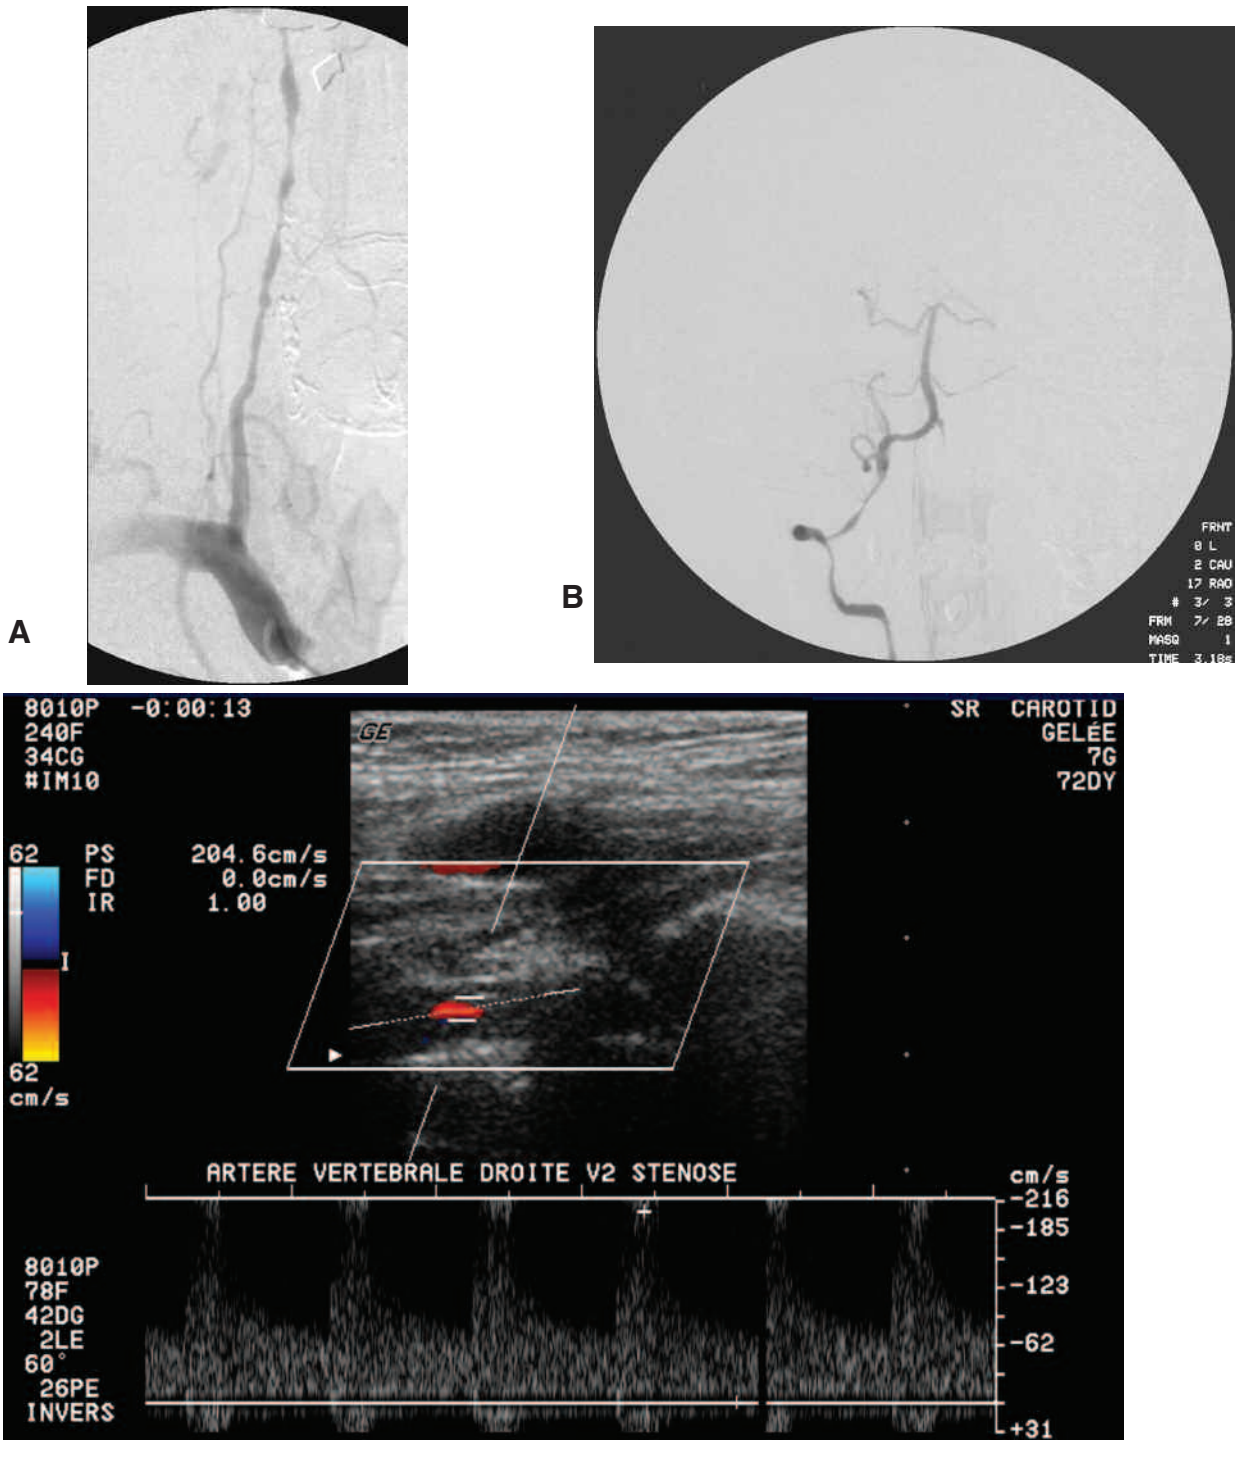 A
B
FRNT
0 L
2 CAU
17 RAO
# 3/ 3
FRM 7/ 28
MASQ 1
TIME 3.18s
8010P -0:00:13
240F
34CG
#IM10
GE
SR CAROTID
GELÉE
7G
72DY
62
PS 204.6cm/s
FD 0.0cm/s
IR 1.00
I
62
cm/s
ARTERE VERTEBRALE DROITE V2 STENOSE
cm/s
-216
-185
-123
-62
+31
8010P
78F
42DG
2LE
60°
26PE
INVERS